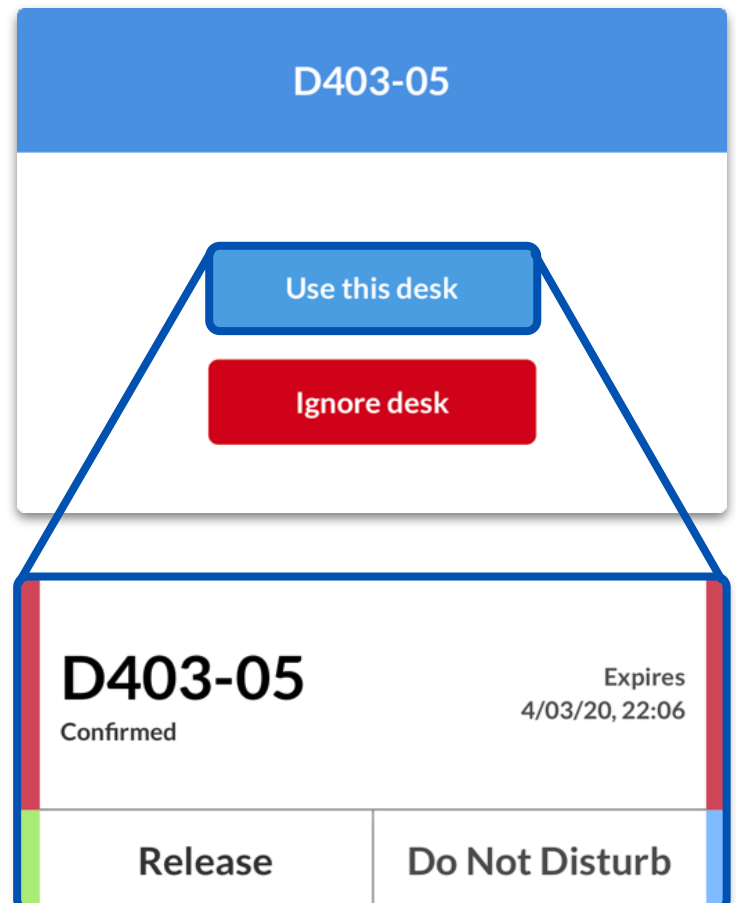 D403-05
Use this desk
Ignore desk
D403-05
Confirmed
Expires
4/03/20, 22:06
Release
Do Not Disturb